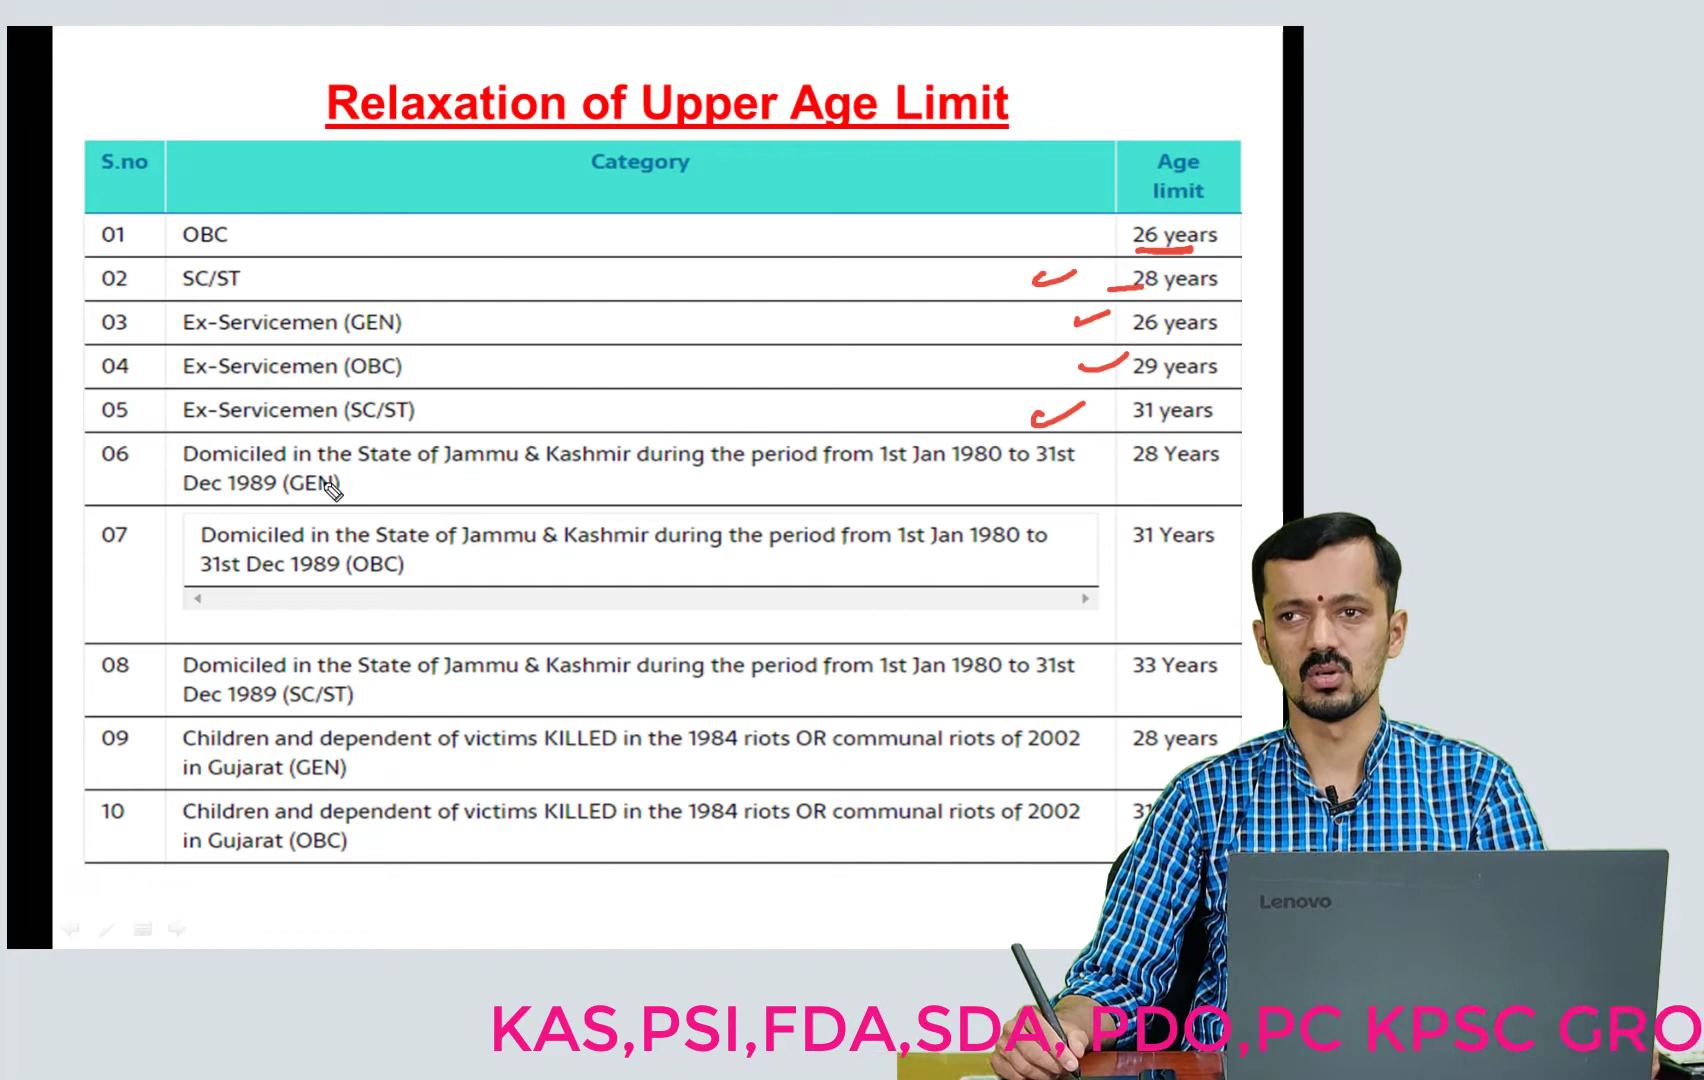 Relaxation of Upper Age Limit
S.no Category Age limit
01 OBC 26 years
02 SC/ST 28 years
03 Ex-Servicemen (GEN) 26 years
04 Ex-Servicemen (OBC) 29 years
05 Ex-Servicemen (SC/ST) 31 years
06 Domiciled in the State of Jammu & Kashmir during the period from 1st Jan 1980 to 31st 28 Years
Dec 1989 (GEN)
07 Domiciled in the State of Jammu & Kashmir during the period from 1st Jan 1980 to 31 Years
31st Dec 1989 (OBC)
08 Domiciled in the State of Jammu & Kashmir during the period from 1st Jan 1980 to 31st 33 Years
Dec 1989 (SC/ST)
09 Children and dependent of victims KILLED in the 1984 riots OR communal riots of 2002 28 years
in Gujarat (GEN)
10 Children and dependent of victims KILLED in the 1984 riots OR communal riots of 2002
in Gujarat (OBC)
Lenovo
KAS,PSI,FDA,SDA, PDO,PC KPSC GRO